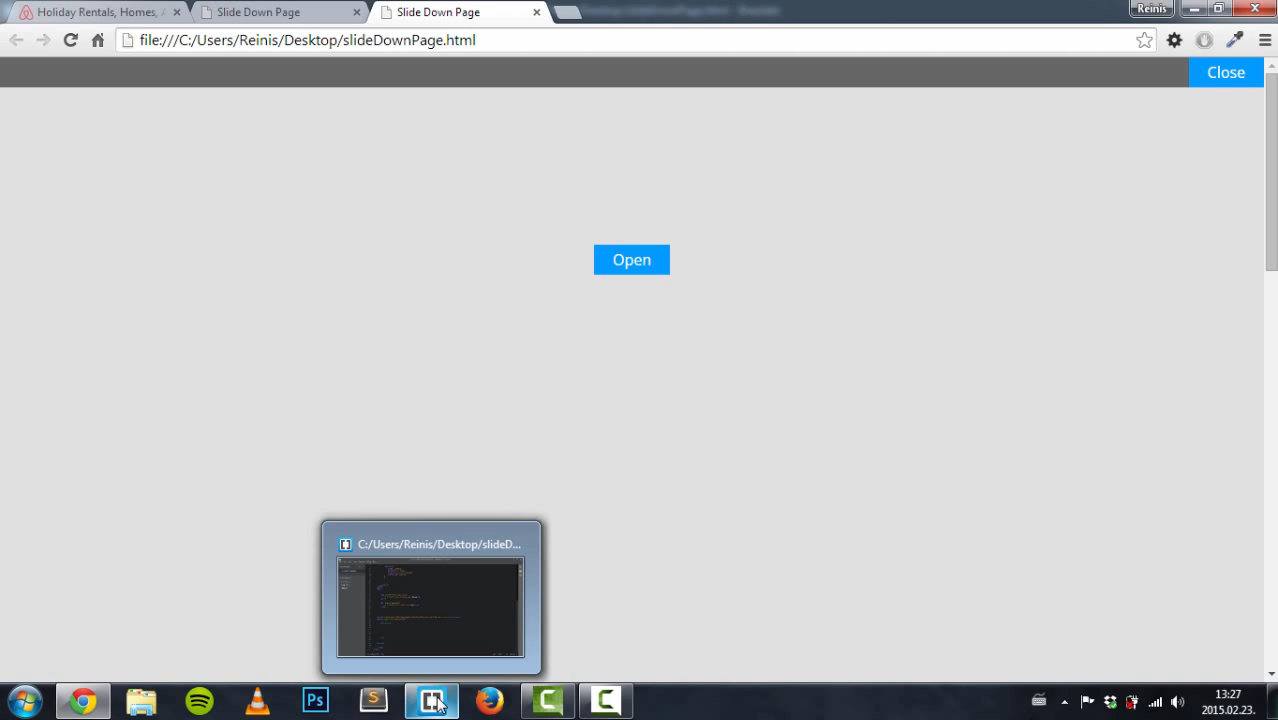 Holiday Rentals, Homes, A
Slide Down Page
Slide Down Page
Reinis
file:///C:/Users/Reinis/Desktop/slideDownPage.html
Close
Open
C:/Users/Reinis/Desktop/slideD...
Ps
S
13:27
2015.02.23.